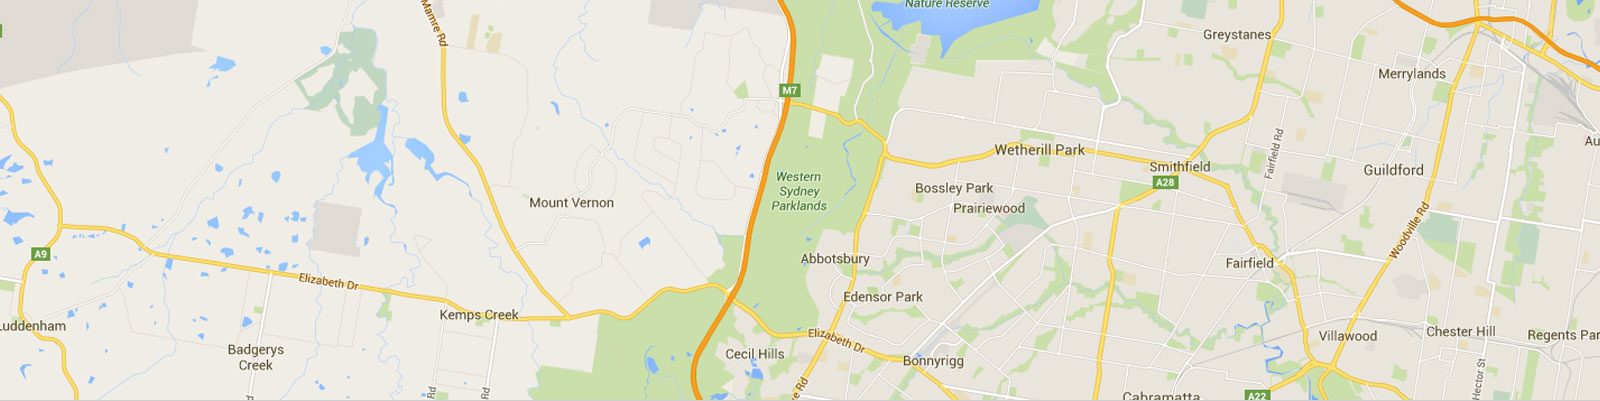 Nature Reserve
Mamre Rd
Greystanes
Merrylands
M7
Fairfield Rd
Wetherill Park
Smithfield
Guildford
A28
Western
Sydney
Parklands
Bossley Park
Prairiewood
Mount Vernon
Woodville Rd
A9
Abbotsbury
Fairfield
Elizabeth Dr
Edensor Park
Kemps Creek
Luddenham
Elizabeth Dr
Villawood
Chester Hill
Regents Par
Badgerys
Creek
Cecil Hills
Bonnyrigg
Hector St
Rd
Rd
e Rd
Cabramatta
A22
Au